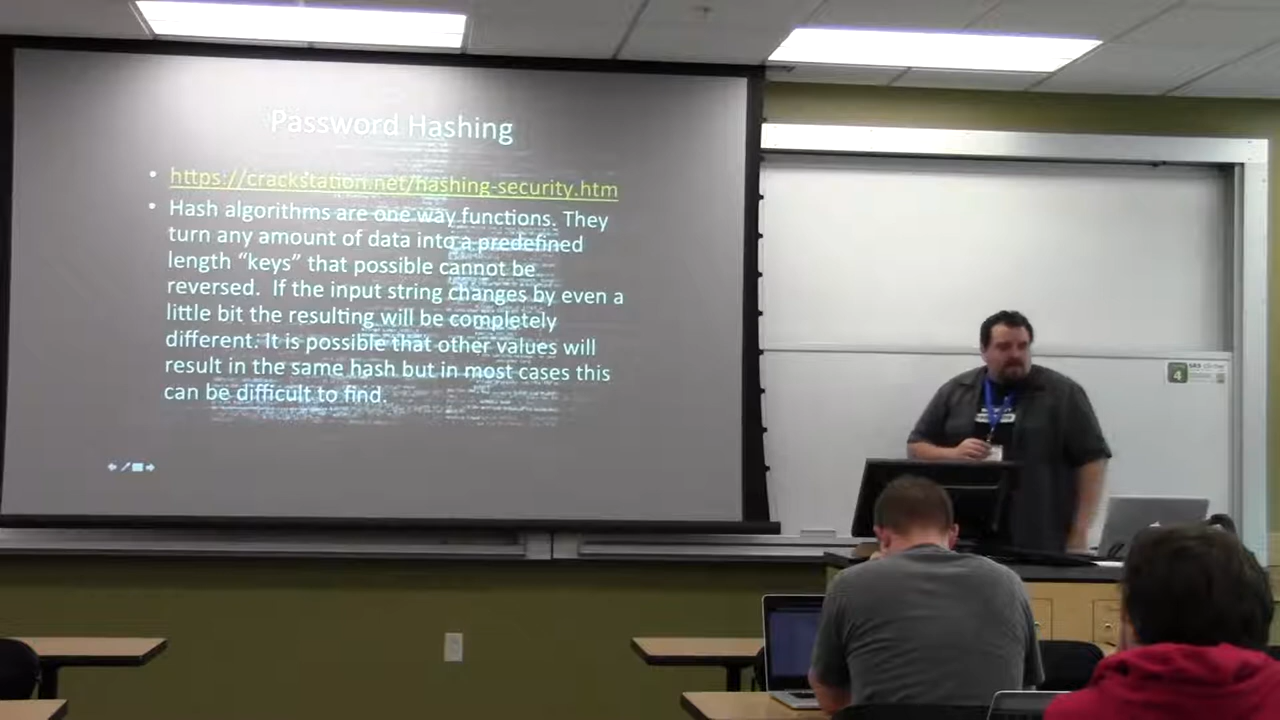 Password Hashing
https://crackstation.net/hashing-security.htm
Hash algorithms are one way functions. They
turn any amount of data into a predefined
length “keys” that possible cannot be
reversed. If the input string changes by even a
little bit the resulting will be completely
different. It is possible that other values will
result in the same hash but in most cases this
can be difficult to find.
4